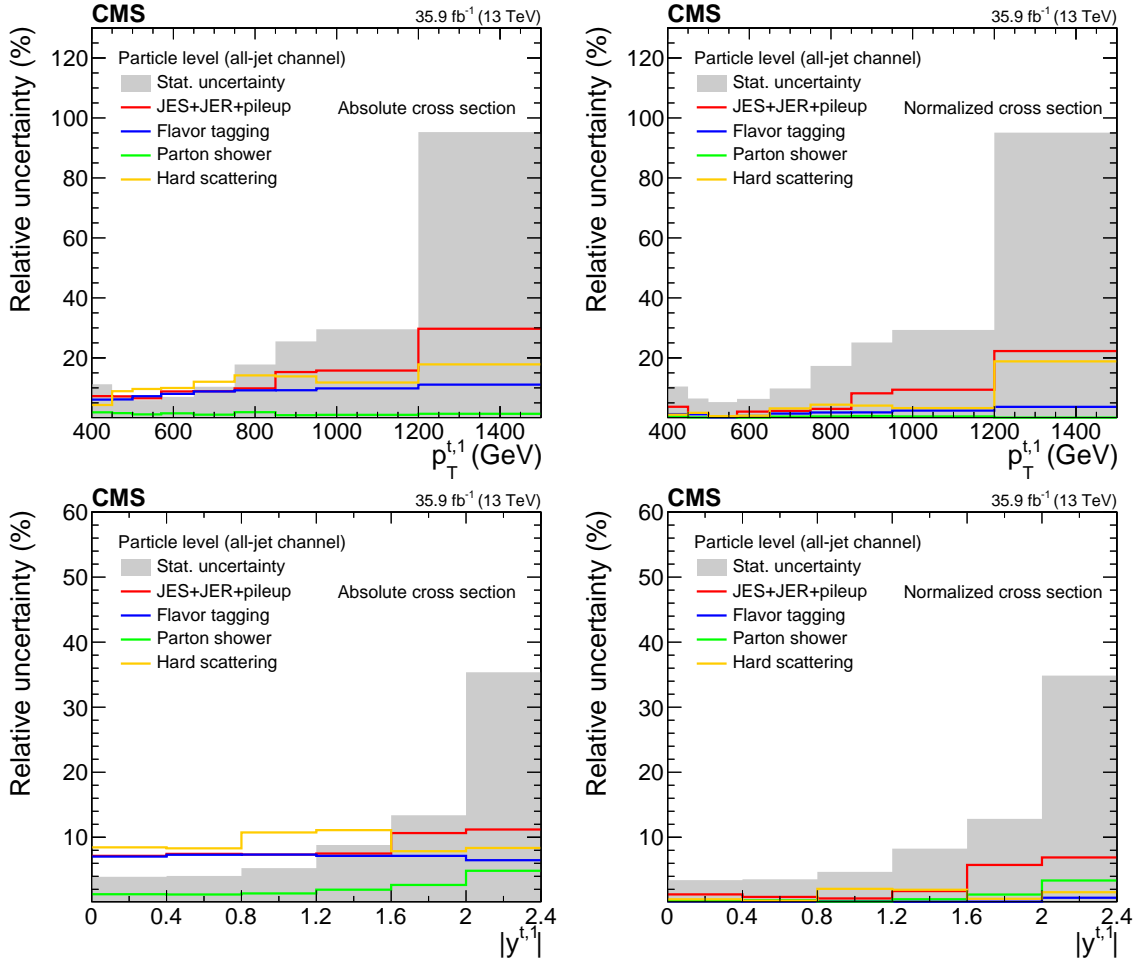 CMS
35.9 fb-1 (13 TeV)
Relative uncertainty (%)
120
100
80
60
40
20
Particle level (all-jet channel)
Stat. uncertainty
JES+JER+pileup
Flavor tagging
Parton shower
Hard scattering
Absolute cross section
400 600 800 1000 1200 1400
p_T^{t,1} (GeV)
CMS
35.9 fb-1 (13 TeV)
Relative uncertainty (%)
120
100
80
60
40
20
Particle level (all-jet channel)
Stat. uncertainty
JES+JER+pileup
Flavor tagging
Parton shower
Hard scattering
Normalized cross section
400 600 800 1000 1200 1400
p_T^{t,1} (GeV)
CMS
35.9 fb-1 (13 TeV)
Relative uncertainty (%)
60
50
40
30
20
10
Particle level (all-jet channel)
Stat. uncertainty
JES+JER+pileup
Flavor tagging
Parton shower
Hard scattering
Absolute cross section
0 0.4 0.8 1.2 1.6 2 2.4
|y^{t,1}|
CMS
35.9 fb-1 (13 TeV)
Relative uncertainty (%)
60
50
40
30
20
10
Particle level (all-jet channel)
Stat. uncertainty
JES+JER+pileup
Flavor tagging
Parton shower
Hard scattering
Normalized cross section
0 0.4 0.8 1.2 1.6 2 2.4
|y^{t,1}|